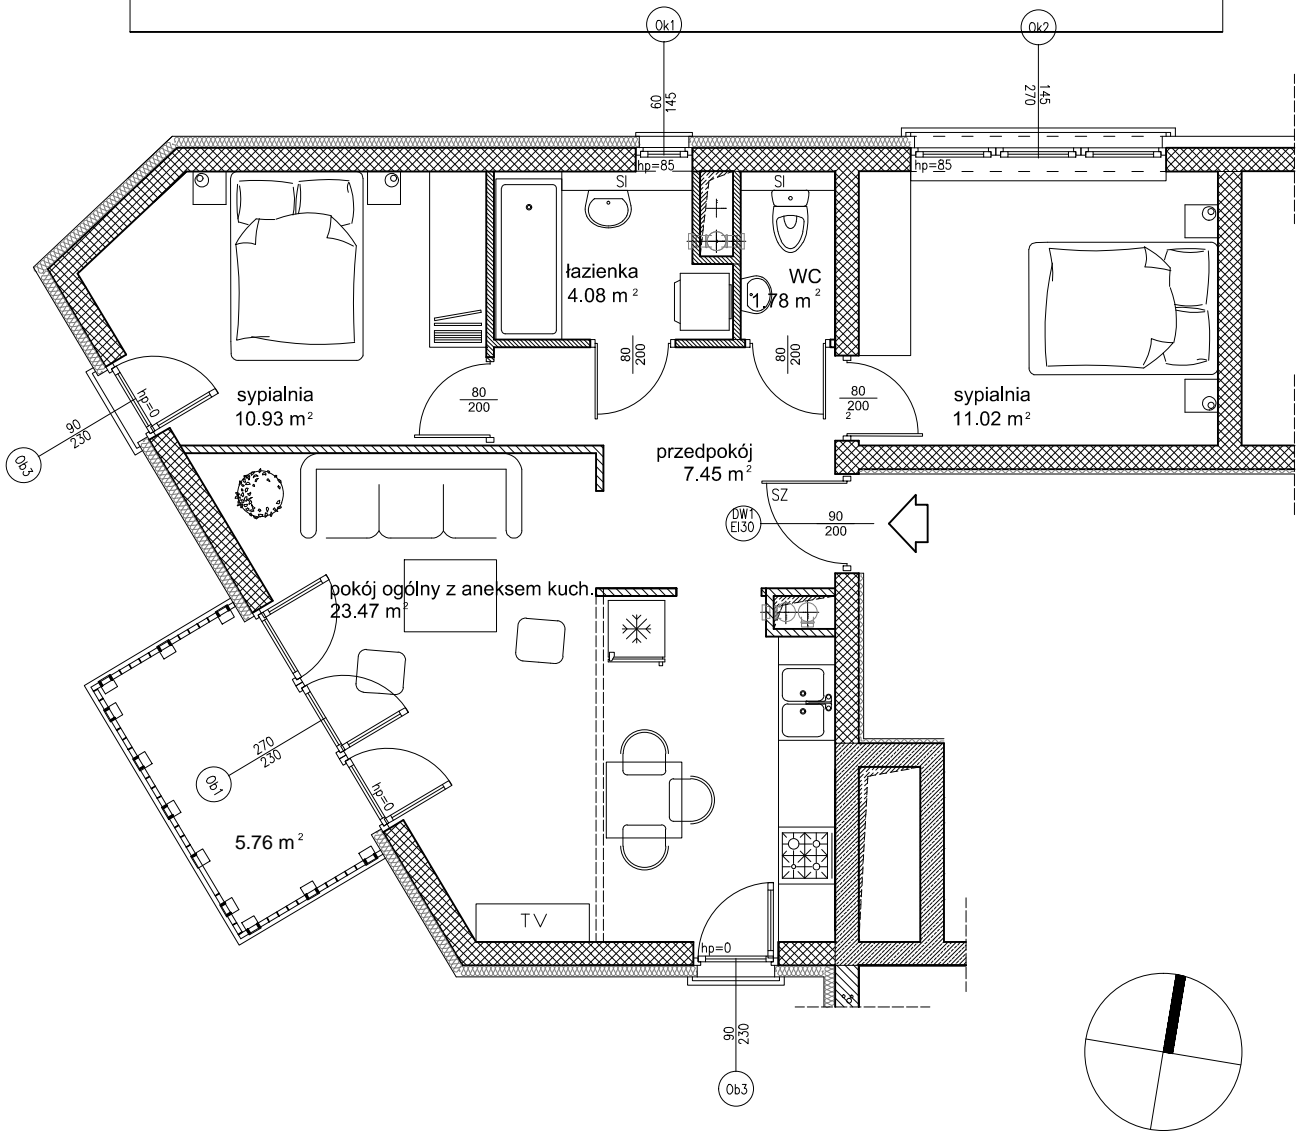 Ok1
Ok2
60
145
145
270
hp=85
hp=85
SI
SI
łazienka
4.08 m²
WC
1.78 m²
80
200
80
200
sypialnia
10.93 m²
80
200
80
200
2
sypialnia
11.02 m²
hp=0
90
230
Ob3
przedpokój
7.45 m²
SZ
DW1
EI30
90
200
pokój ogólny z aneksem kuch.
23.47 m²
270
230
Ob1
hp=0
5.76 m²
TV
hp=0
90
230
Ob3